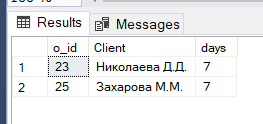 Results Messages
o_id Client days
1 23 Николаева Д.Д. 7
2 25 Захарова М.М. 7